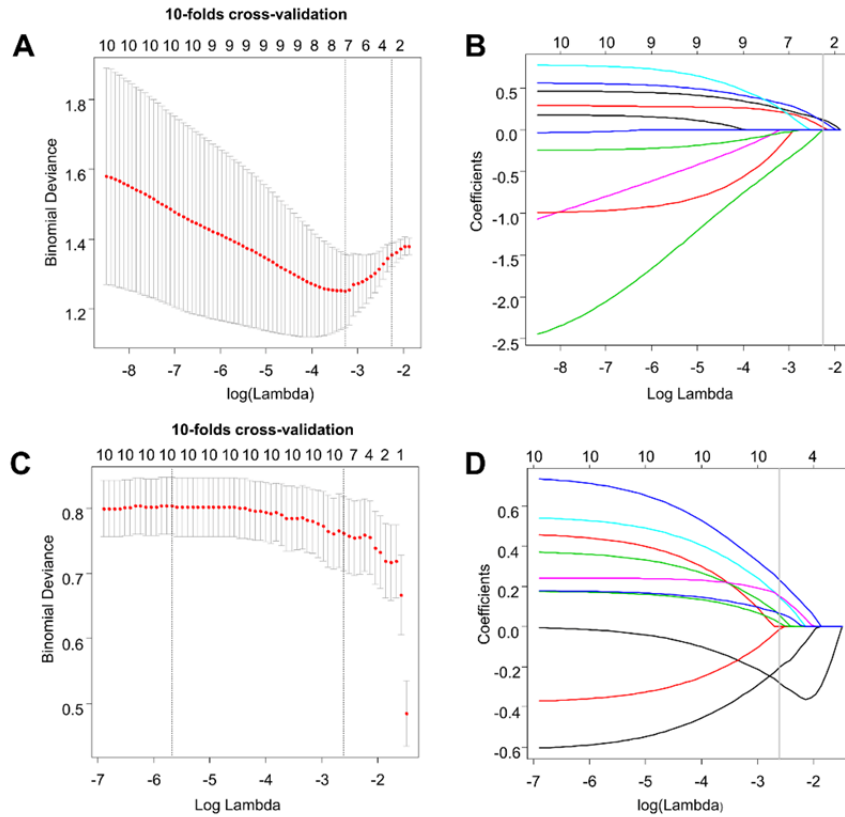 10-folds cross-validation
A
10 10 10 10 9 9 9 9 9 9 8 8 7 6 4 2
Binomial Deviance
1.8
1.6
1.4
1.2
-8 -7 -6 -5 -4 -3 -2
log(Lambda)
B
10 10 9 9 7 2
Coefficients
0.5
0.0
-0.5
-1.0
-1.5
-2.0
-2.5
-8 -7 -6 -5 -4 -3 -2
Log Lambda
10-folds cross-validation
C
10 10 10 10 10 10 10 10 10 10 10 10 7 4 2 1
Binomial Deviance
0.8
0.7
0.6
0.5
-7 -6 -5 -4 -3 -2
Log Lambda
D
10 10 10 10 10 4
Coefficients
0.6
0.4
0.2
0.0
-0.2
-0.4
-0.6
-7 -6 -5 -4 -3 -2
log(Lambda)